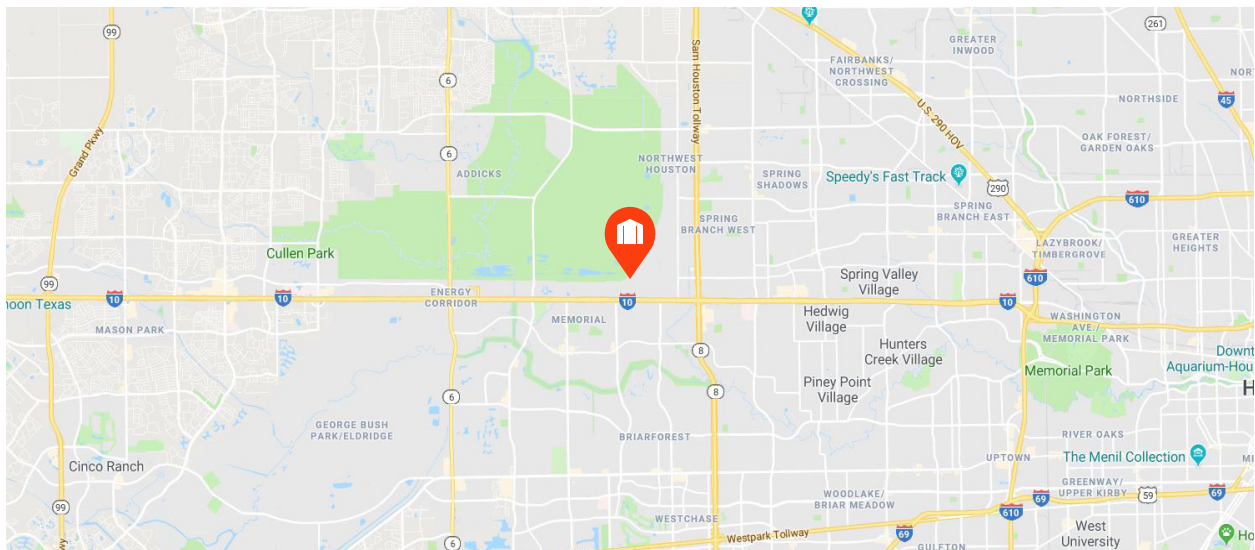 99
261
Sam Houston Tollway
GREATER
INWOOD
FAIRBANKS/
NORTHWEST
CROSSING
6
NORT
NORTHSIDE
45
U.S. 290 HOV
Grand Pkwy
OAK FOREST/
GARDEN OAKS
6
NORTHWEST
HOUSTON
ADDICKS
SPRING
SHADOWS
Speedy's Fast Track
290
610
SPRING
BRANCH EAST
SPRING
BRANCH WEST
LAZYBROOK/
TIMBERGROVE
GREATER
HEIGHTS
Cullen Park
Spring Valley
Village
610
99
ENERGY
CORRIDOR
10
10
10
10
noon Texas
MASON PARK
MEMORIAL
Hedwig
Village
WASHINGTON
AVE./
MEMORIAL PARK
8
Hunters
Creek Village
Downt
Aquarium-Hou
Memorial Park
Piney Point
Village
8
H
6
GEORGE BUSH
PARK/ELDRIDGE
BRIARFOREST
RIVER OAKS
Cinco Ranch
UPTOWN
The Menil Collection
MI
GREENWAY/
UPPER KIRBY
WOODLAKE/
BRIAR MEADOW
69
59
69
99
610
WESTCHASE
Westpark Tollway
69
West
University
Ho
6
GULFTON
wy